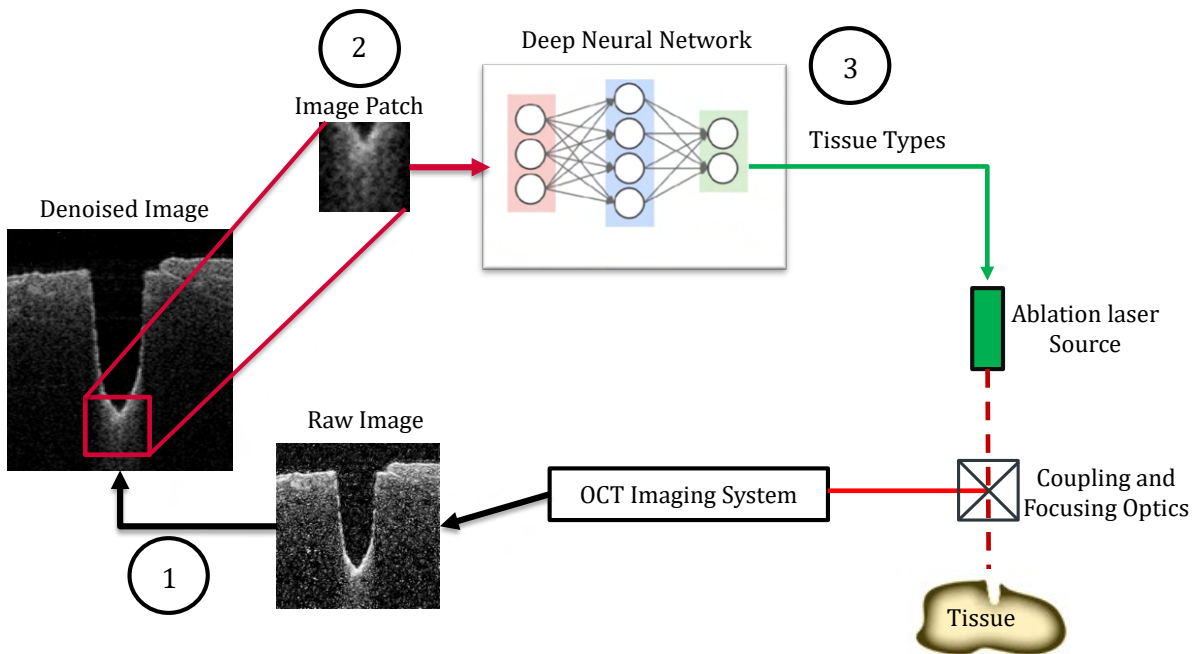 2
Deep Neural Network
3
Image Patch
Tissue Types
Denoised Image
Ablation laser
Source
Raw Image
OCT Imaging System
Coupling and
Focusing Optics
1
Tissue